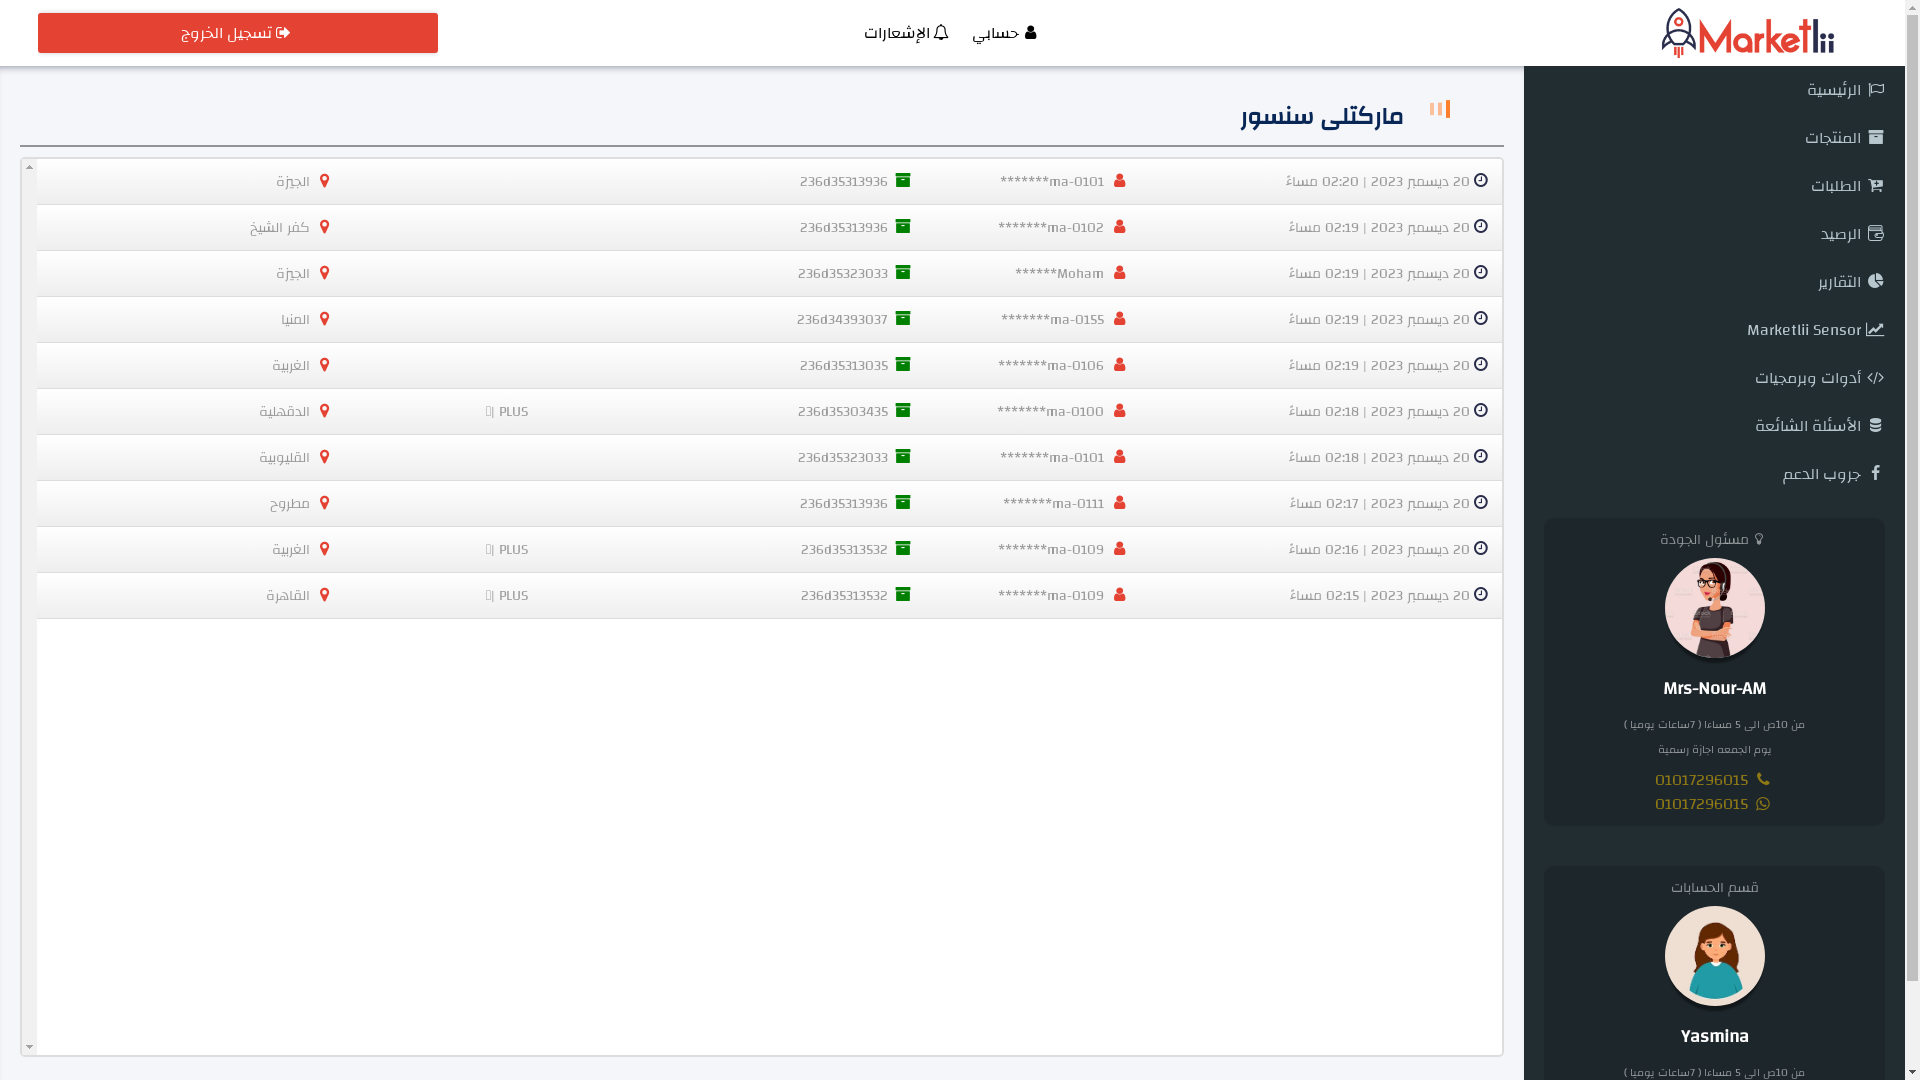 Marketlii
حسابي
الإشعارات
تسجيل الخروج
الرئيسية
المنتجات
الطلبات
الرصيد
التقارير
Marketlii Sensor
أدوات وبرمجيات
الأسئلة الشائعة
جروب الدعم
مسئول الجودة
Mrs-Nour-AM
من 10ص الى 5 مساءا ( 7ساعات يوميا )
يوم الجمعه اجازة رسمية
01017296015
01017296015
قسم الحسابات
Yasmina
من 10ص الى 5 مساءا ( 7ساعات يوميا )
ماركتلى سنسور
20 ديسمبر 2023 | 02:20 مساءً ma-0101******* 236d35313936 الجيزة
20 ديسمبر 2023 | 02:19 مساءً ma-0102******* 236d35313936 كفر الشيخ
20 ديسمبر 2023 | 02:19 مساءً Moham****** 236d35323033 الجيزة
20 ديسمبر 2023 | 02:19 مساءً ma-0155******* 236d34393037 المنيا
20 ديسمبر 2023 | 02:19 مساءً ma-0106******* 236d35313035 الغربية
20 ديسمبر 2023 | 02:18 مساءً ma-0100******* 236d35303435 PLUS | الدقهلية
20 ديسمبر 2023 | 02:18 مساءً ma-0101******* 236d35323033 القليوبية
20 ديسمبر 2023 | 02:17 مساءً ma-0111******* 236d35313936 مطروح
20 ديسمبر 2023 | 02:16 مساءً ma-0109******* 236d35313532 PLUS | الغربية
20 ديسمبر 2023 | 02:15 مساءً ma-0109******* 236d35313532 PLUS | القاهرة